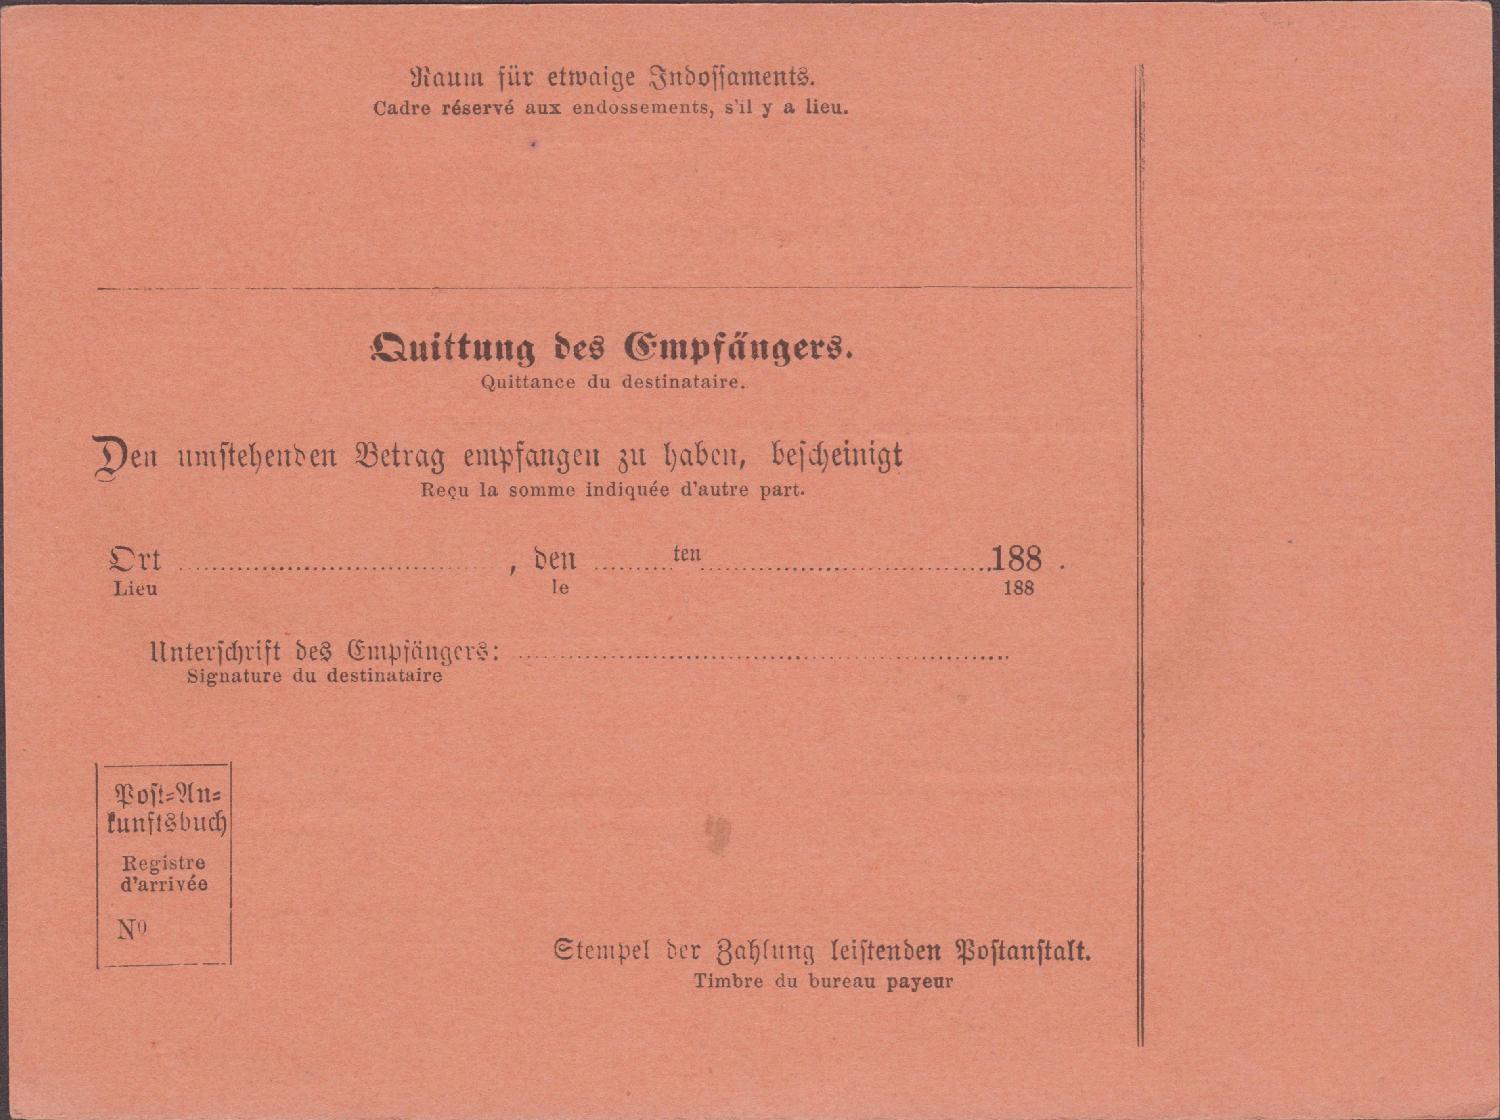 Raum für etwaige Indossaments.
Cadre réservé aux endossements, s'il y a lieu.
Quittung des Empfängers.
Quittance du destinataire.
Den umstehenden Betrag empfangen zu haben, bescheinigt
Reçu la somme indiquée d'autre part.
Ort ........................ , den ........ten........................188 .
Lieu le 188
Unterschrift des Empfängers: ........................
Signature du destinataire
Post-An-
kunftsbuch
Registre
d'arrivée
Nº
Stempel der Zahlung leistenden Postanstalt.
Timbre du bureau payeur